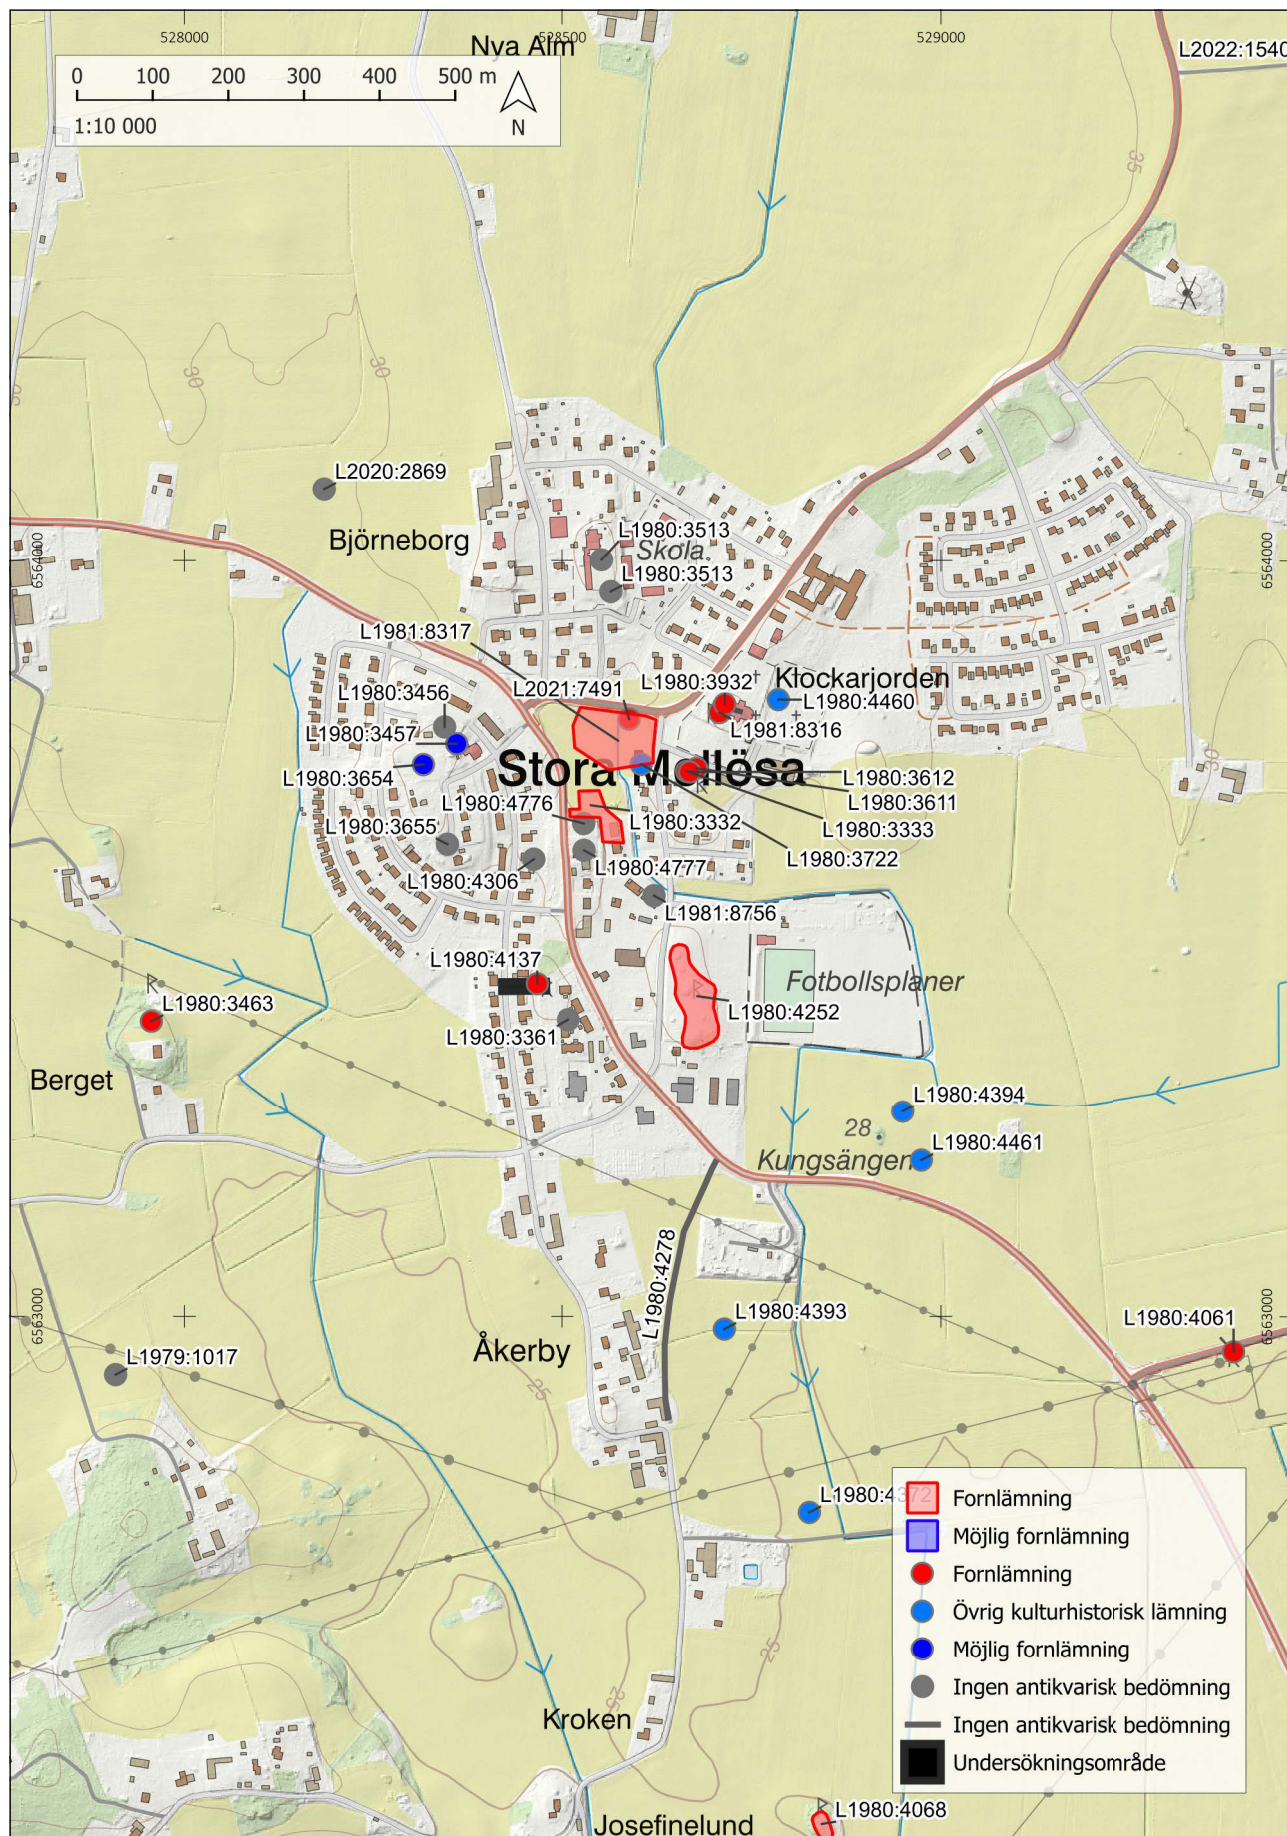 528000
528500
529000
Nya Alm
L2022:1540
0 100 200 300 400 500 m
1:10 000
N
35
30
30
L2020:2869
Björneborg
L1980:3513
Skola
L1980:3513
6564000
6564000
L1981:8317
L1980:3932
Klockarjorden
L2021:7491
L1980:3456
L1980:4460
L1981:8316
L1980:3457
Stora Mellösa
L1980:3654
L1980:3612
L1980:3611
L1980:4776
L1980:3332
L1980:3333
L1980:3655
L1980:3722
L1980:4777
L1980:4306
L1981:8756
L1980:4137
Fotbollsplaner
R
L1980:3463
R
L1980:4252
L1980:3361
Berget
L1980:4394
28
L1980:4461
Kungsängen
L1980:4278
6563000
6563000
L1980:4393
L1980:4061
Åkerby
L1979:1017
25
25
L1980:4372
Fornlämning
Möjlig fornlämning
Fornlämning
Övrig kulturhistorisk lämning
Möjlig fornlämning
Ingen antikvarisk bedömning
Ingen antikvarisk bedömning
Undersökningsområde
25
25
Kroken
L1980:4068
Josefinelund